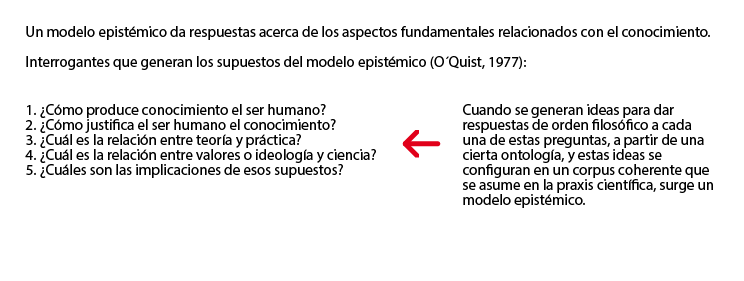 Un modelo epistémico da respuestas acerca de los aspectos fundamentales relacionados con el conocimiento.
Interrogantes que generan los supuestos del modelo epistémico (O´Quist, 1977):
1. ¿Cómo produce conocimiento el ser humano?
2. ¿Cómo justifica el ser humano el conocimiento?
3. ¿Cuál es la relación entre teoría y práctica?
4. ¿Cuál es la relación entre valores o ideología y ciencia?
5. ¿Cuáles son las implicaciones de esos supuestos?
Cuando se generan ideas para dar
respuestas de orden filosófico a cada
una de estas preguntas, a partir de una
cierta ontología, y estas ideas se
configuran en un corpus coherente que
se asume en la praxis científica, surge un
modelo epistémico.